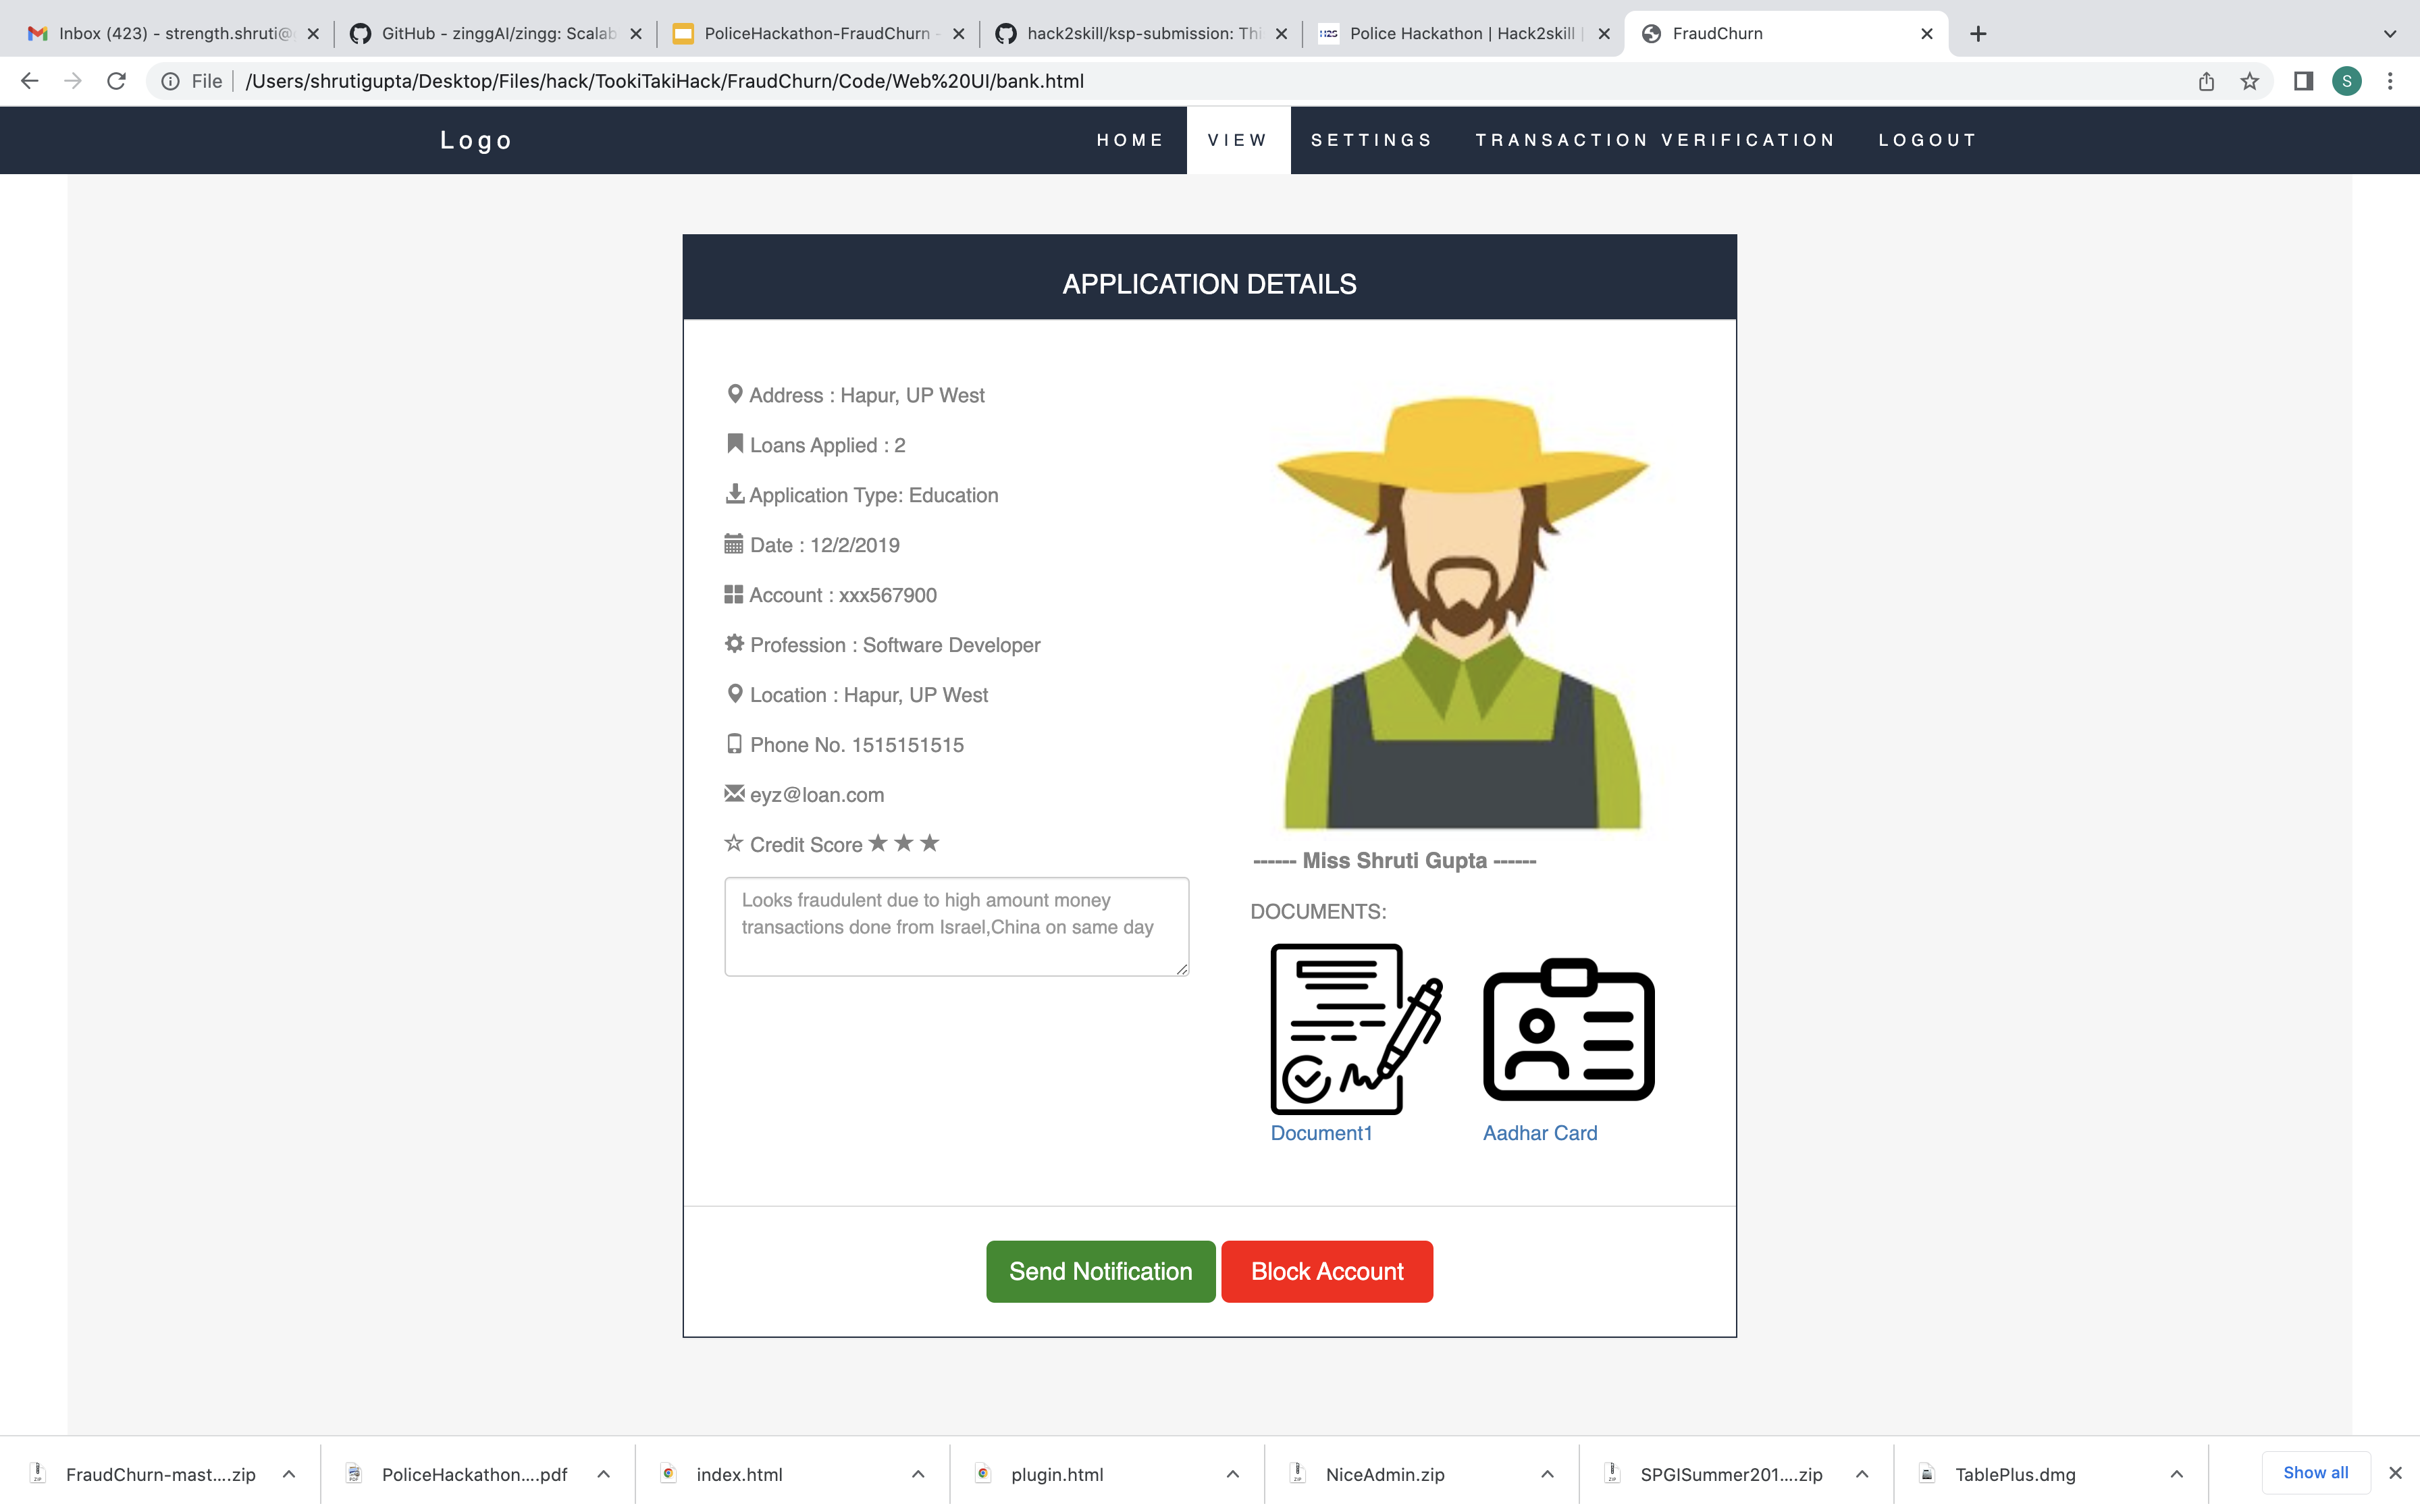 Inbox (423) - strength.shruti@
GitHub - zinggAI/zingg: Scalab
PoliceHackathon-FraudChurn -
hack2skill/ksp-submission: Thi
H2S
Police Hackathon | Hack2skill |
FraudChurn
File
/Users/shrutigupta/Desktop/Files/hack/TookiTakiHack/FraudChurn/Code/Web%20UI/bank.html
S
Logo
HOME
VIEW
SETTINGS
TRANSACTION VERIFICATION
LOGOUT
APPLICATION DETAILS
Address : Hapur, UP West
Loans Applied : 2
Application Type: Education
Date : 12/2/2019
Account : xxx567900
Profession : Software Developer
Location : Hapur, UP West
Phone No. 1515151515
eyz@loan.com
Credit Score ★ ★ ★
Looks fraudulent due to high amount money
transactions done from Israel,China on same day
------ Miss Shruti Gupta ------
DOCUMENTS:
Document1
Aadhar Card
Send Notification
Block Account
FraudChurn-mast....zip
PoliceHackathon....pdf
index.html
plugin.html
NiceAdmin.zip
SPGISummer201....zip
TablePlus.dmg
Show all